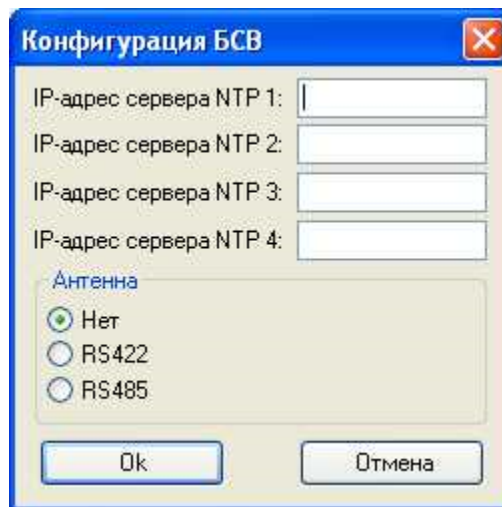 Конфигурация БСВ
IP-адрес сервера NTP 1:
IP-адрес сервера NTP 2:
IP-адрес сервера NTP 3:
IP-адрес сервера NTP 4:
Антенна
Нет
RS422
RS485
Ok Отмена